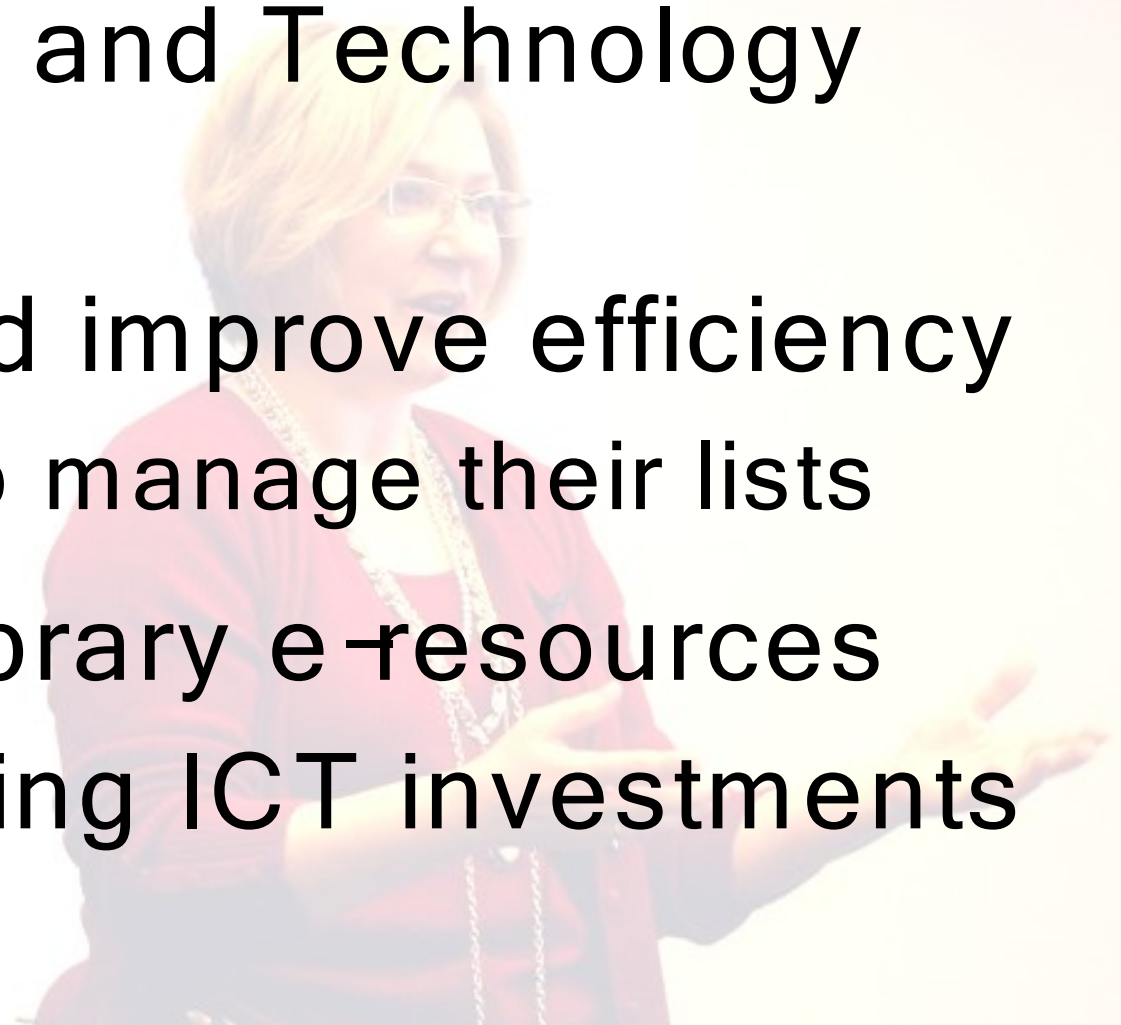 and Technology
d improve efficiency
o manage their lists
brary e-resources
ing ICT investments